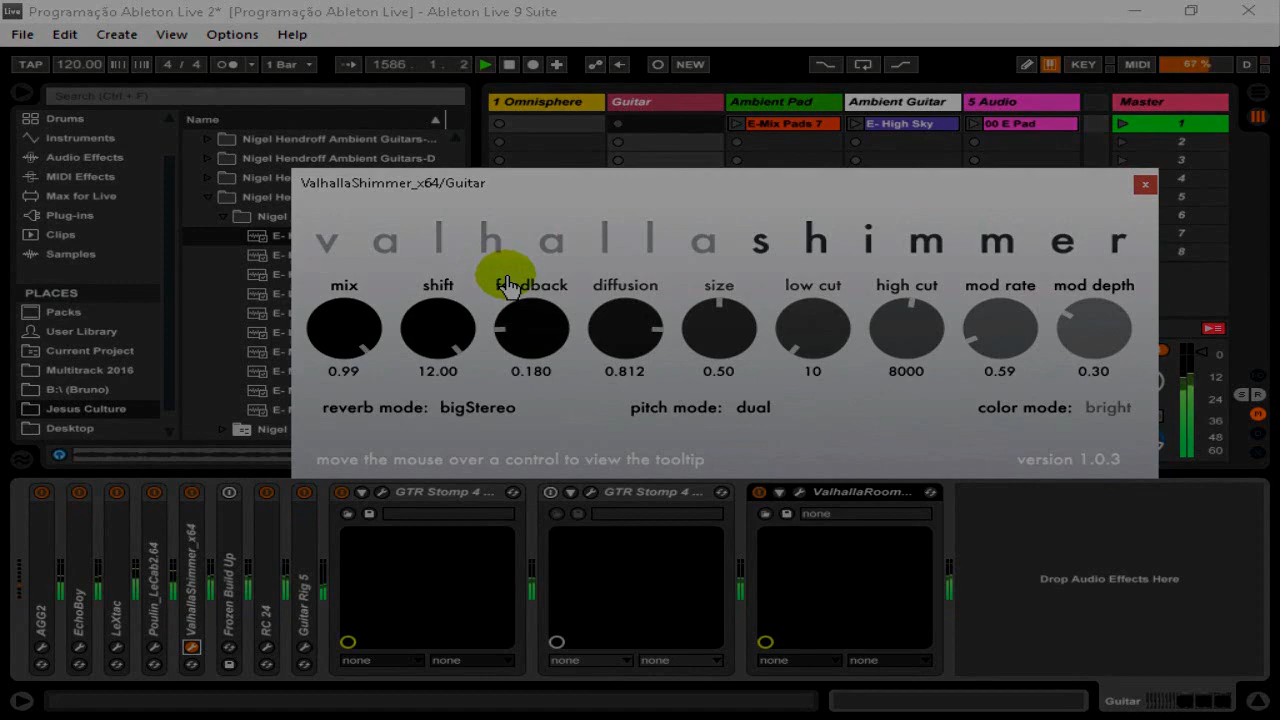 Live Programação Ableton Live 2* [Programação Ableton Live] - Ableton Live 9 Suite
File Edit Create View Options Help
TAP 120.00 4 / 4 1 Bar 1586. 1. 2 NEW KEY MIDI 67 % D
Search (Ctrl + F)
1 Omnisphere Guitar Ambient Pad Ambient Guitar 5 Audio Master
Drums
Instruments
Audio Effects
MIDI Effects
Max for Live
Plug-ins
Clips
Samples
PLACES
Packs
User Library
Current Project
Multitrack 2016
B:\ (Bruno)
Jesus Culture
Desktop
Name
Nigel Hendroff Ambient Guitars-...
Nigel Hendroff Ambient Guitars-D
Nigel He
Nigel He
Nigel
E-
E-
E-
E-
E-
E-
E-
E-
E-
E-
Nigel
E-Mix Pads 7 E- High Sky 00 E Pad 1
2
3
4
5
6
7
8
0
12
24
36
48
60
S R
M
ValhallaShimmer_x64/Guitar x
valhallashimmer
mix shift feedback diffusion size low cut high cut mod rate mod depth
0.99 12.00 0.180 0.812 0.50 10 8000 0.59 0.30
reverb mode: bigStereo pitch mode: dual color mode: bright
move the mouse over a control to view the tooltip version 1.0.3
AGG2
EchoBoy
LeXtac
Poulin_LeCab2.64
ValhallaShimmer_x64
Frozen Build Up
RC 24
Guitar Rig 5
GTR Stomp 4 ... GTR Stomp 4 ... ValhallaRoom...
none
none none none none none none
Drop Audio Effects Here
Guitar